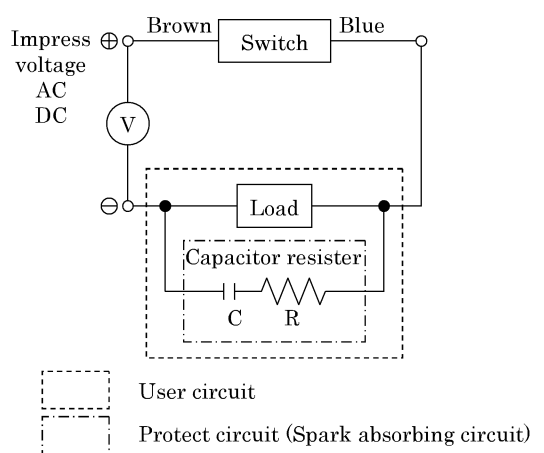 Impress
voltage
AC
DC
⊕
Brown
Switch
Blue
V
⊖
Load
Capacitor resister
C
R
User circuit
Protect circuit (Spark absorbing circuit)